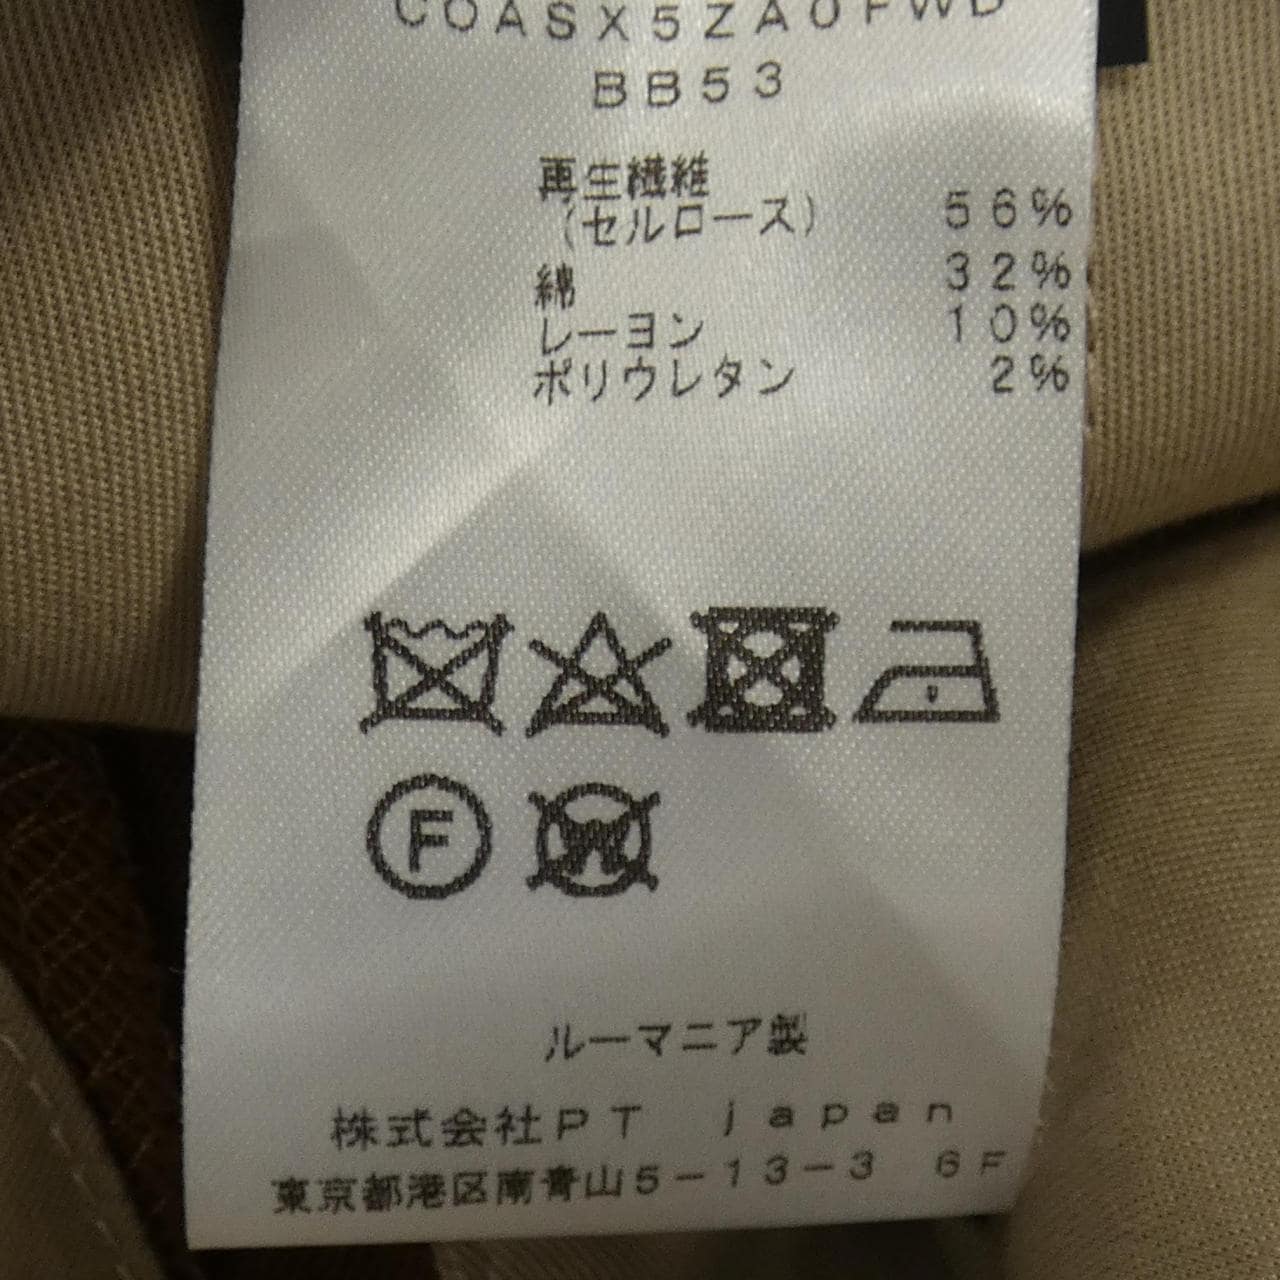 COASX5ZA0FWD
BB53
再生繊維
(セルロース) 56%
綿 32%
レーヨン 10%
ポリウレタン 2%
F
W
ルーマニア製
株式会社PT japan
東京都港区南青山5-13-3 6F